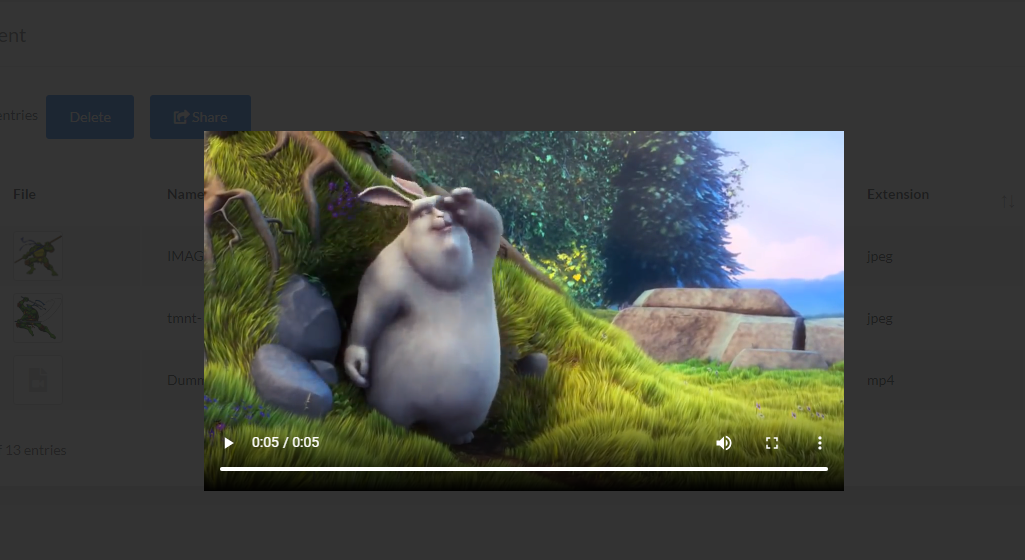 ent
entries
Delete
Share
File
Name
Extension
IMAG
jpeg
tmnt-
jpeg
Dumm
mp4
0:05 / 0:05
f 13 entries